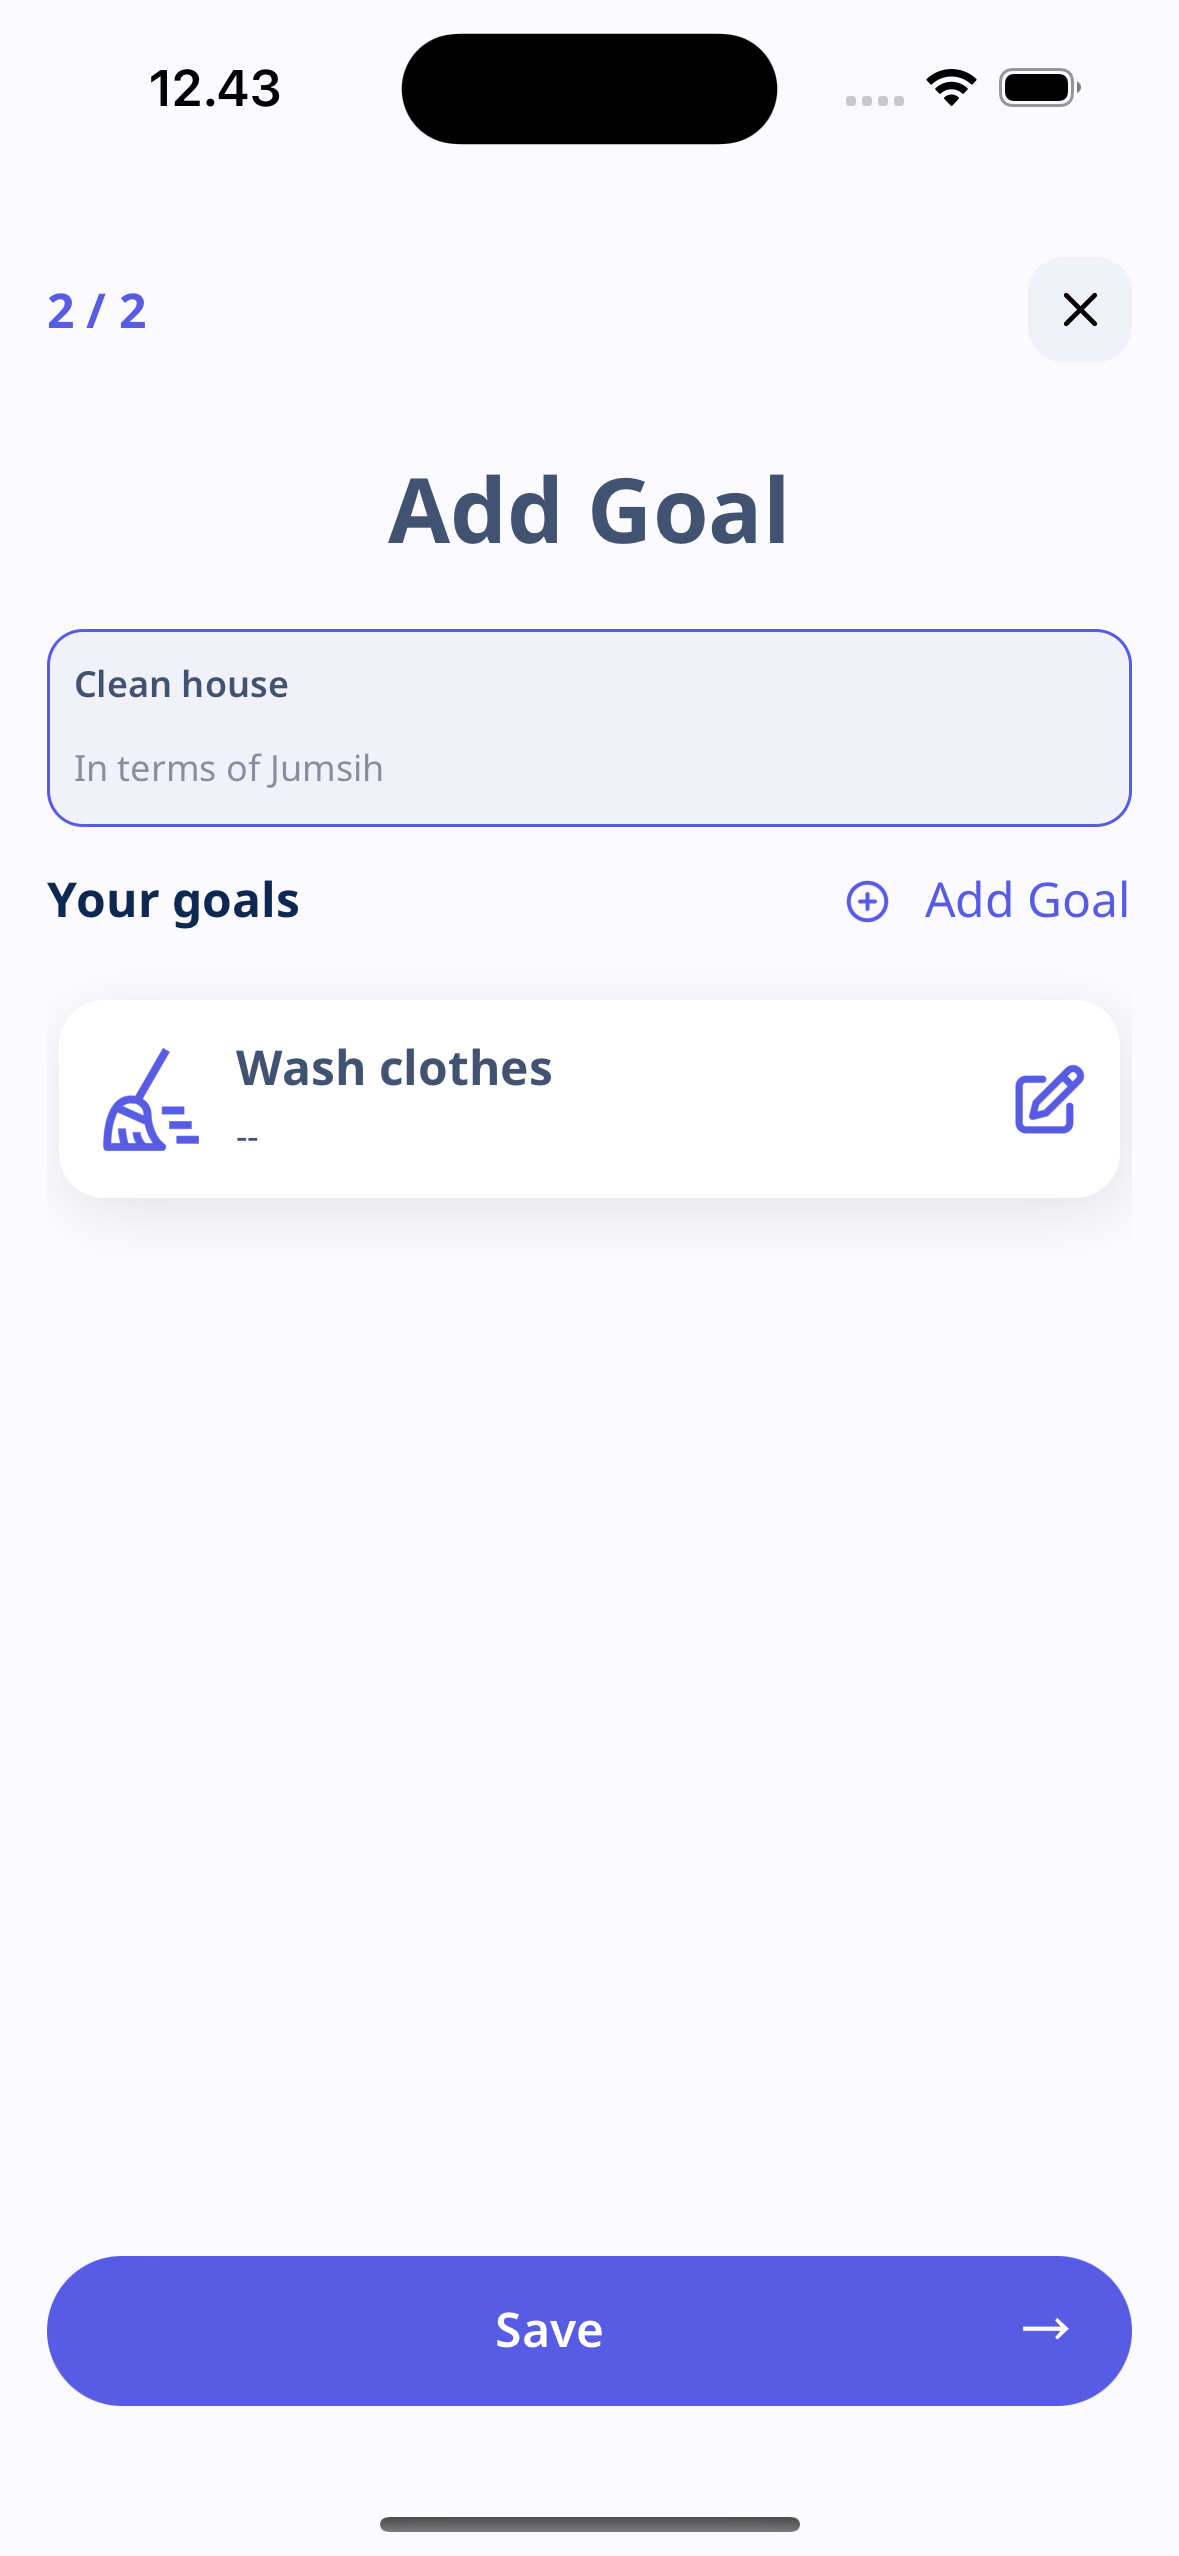 12.43
2 / 2
Add Goal
Clean house
In terms of Jumsih
Your goals
Add Goal
Wash clothes
--
Save